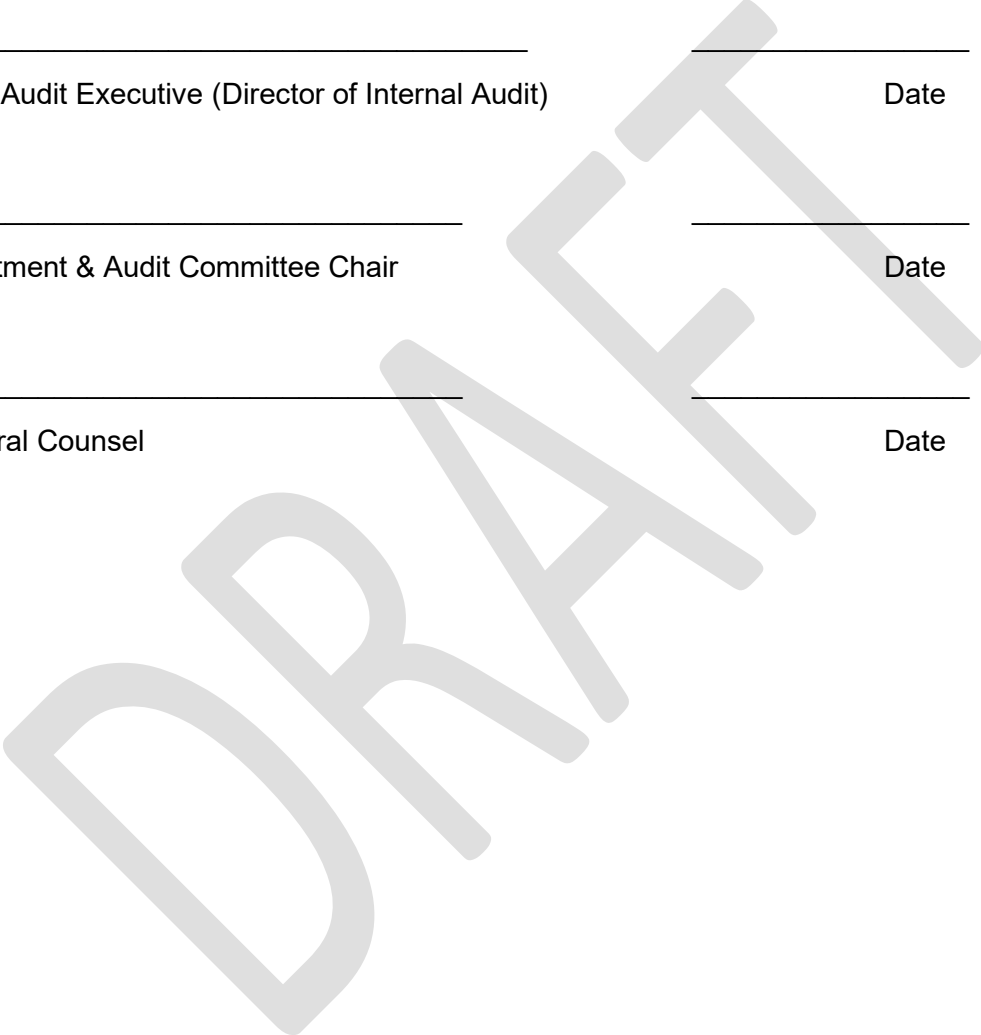 Audit Executive (Director of Internal Audit) Date
tment & Audit Committee Chair Date
ral Counsel Date
DRAFT